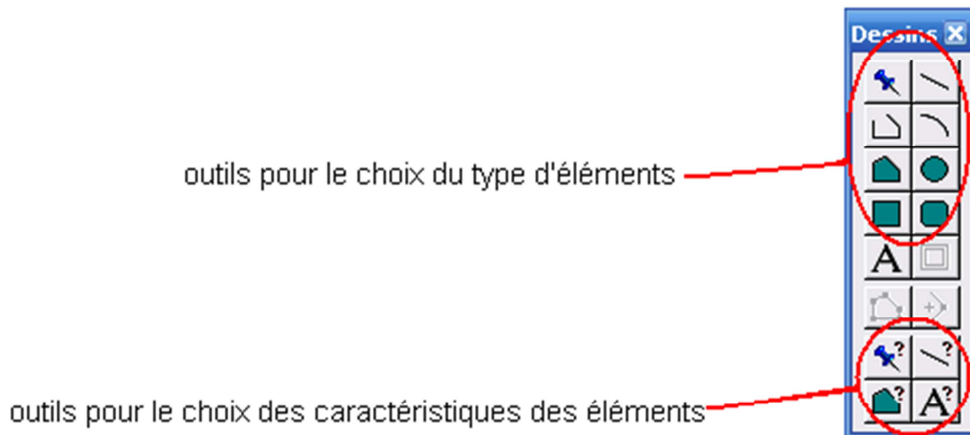 Dessins
outils pour le choix du type d'éléments
A
? ?
? A?
outils pour le choix des caractéristiques des éléments